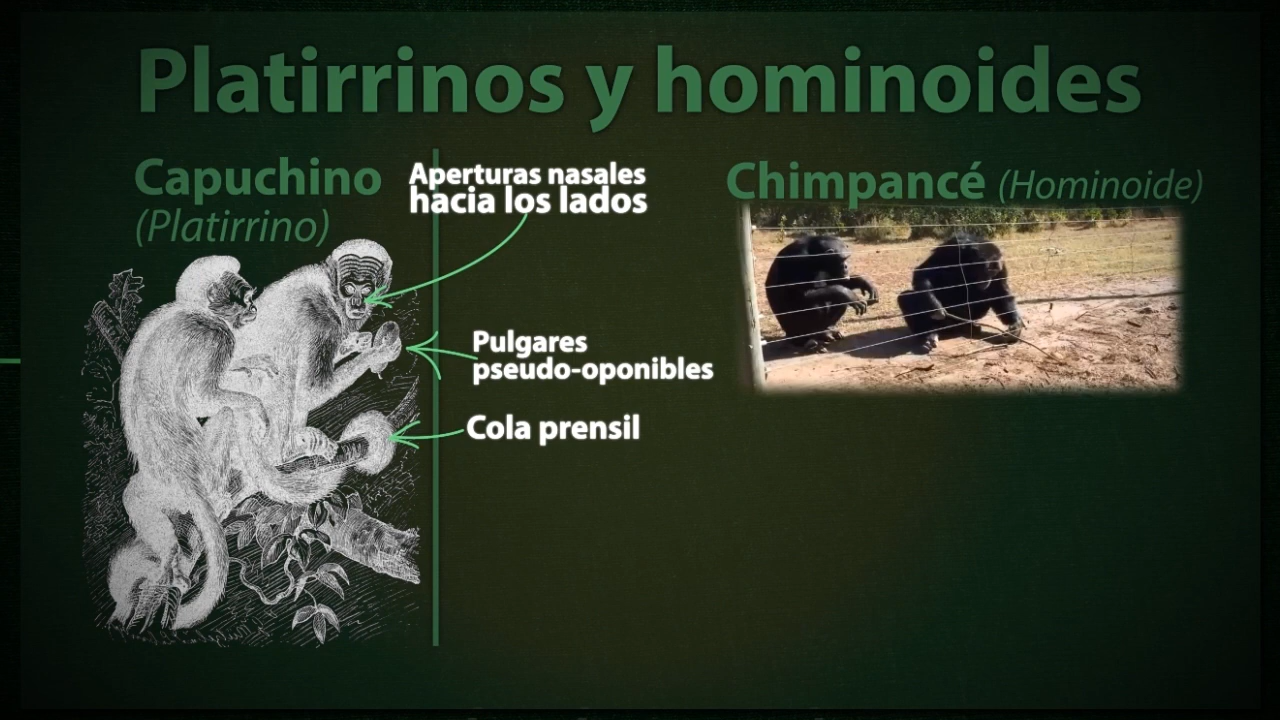 Platirrinos y hominoides
Capuchino
(Platirrino)
Aperturas nasales
hacia los lados
Pulgares
pseudo-oponibles
Cola prensil
Chimpancé (Hominoide)